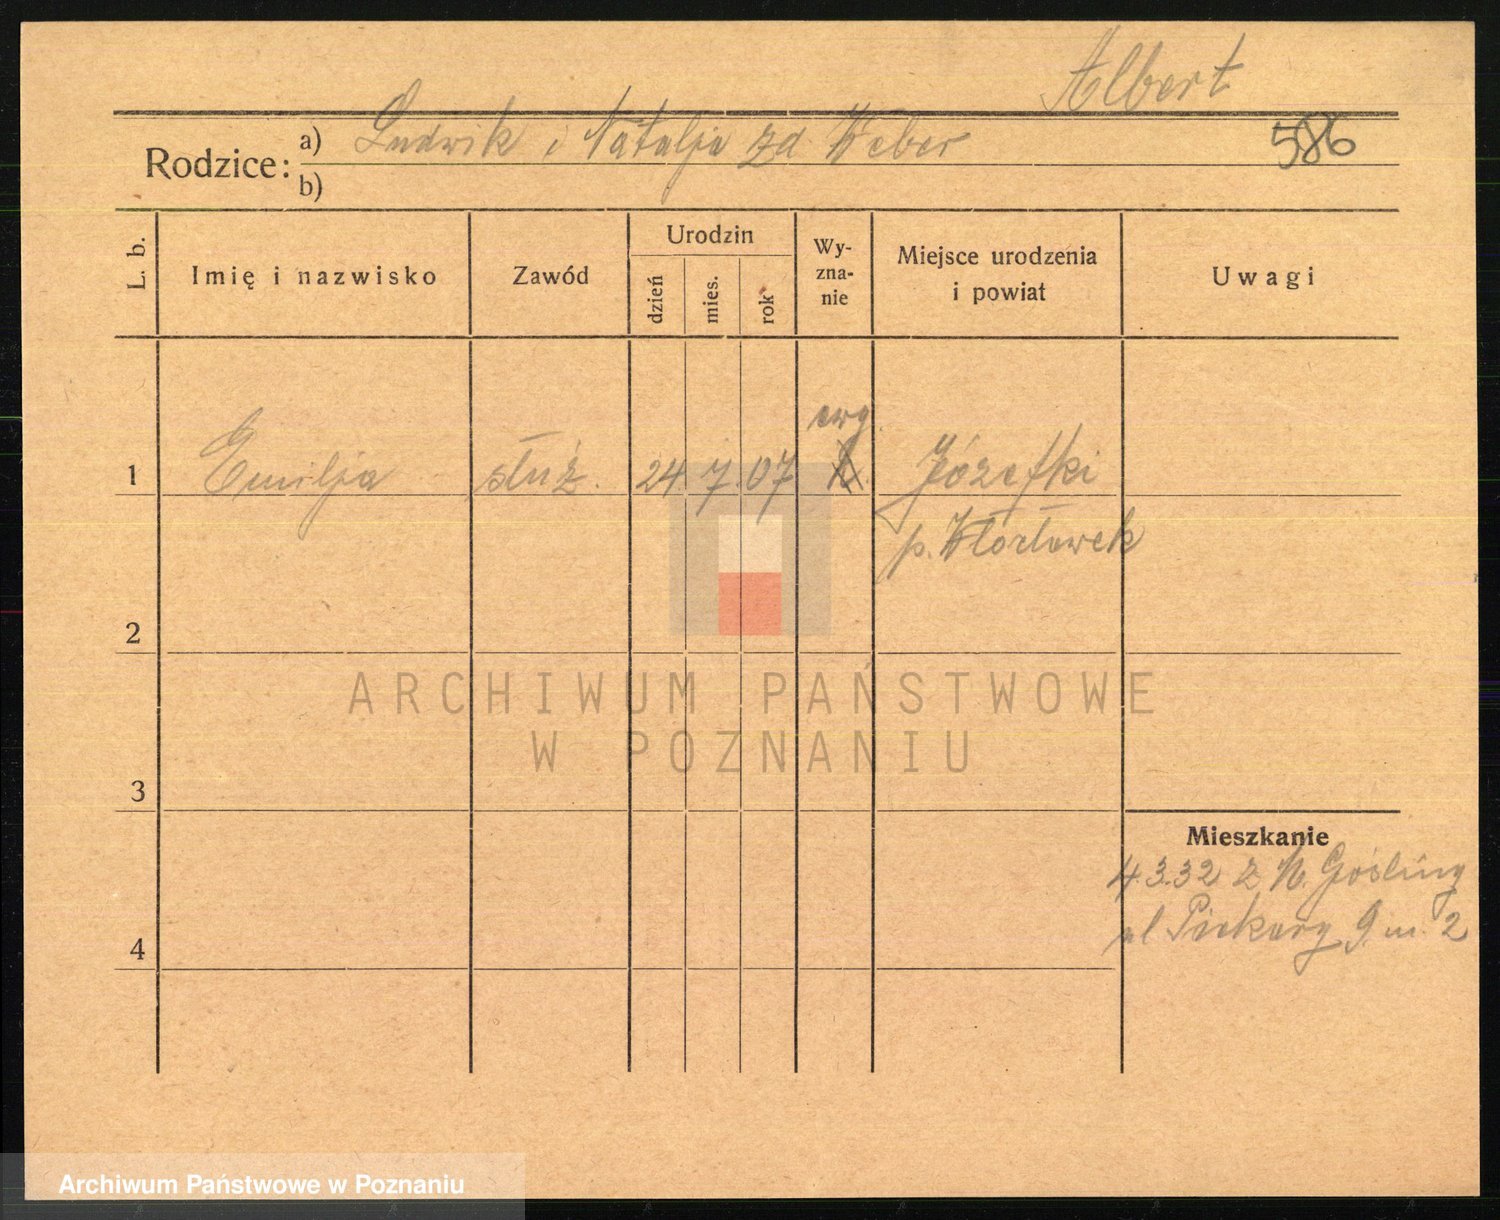 Albert
Rodzice: a) Ludwik i Natalja zd. Weber 586
b)
L. b. Imię i nazwisko Zawód Urodzin dzień mies. rok Wy-zna-nie Miejsce urodzenia i powiat Uwagi
ewg.
1 Emilja służ. 24 7 07 Józefki
p. Włocławek
2
ARCHIWUM PAŃSTWOWE
W POZNANIU
3
Mieszkanie
4.3.32 z M. Gośliny
ul Piekary 9 m. 2
4
Archiwum Państwowe w Poznaniu